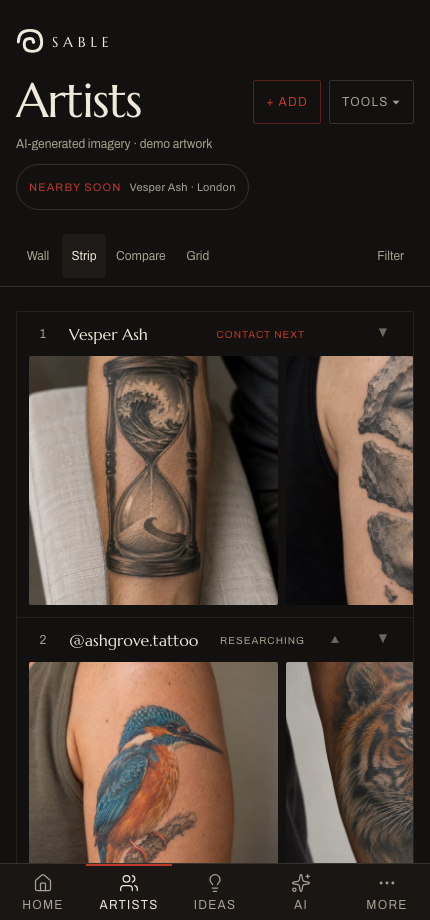 SABLE
Artists
+ ADD
TOOLS
AI-generated imagery · demo artwork
NEARBY SOON Vesper Ash · London
Wall Strip Compare Grid Filter
1 Vesper Ash CONTACT NEXT
2 @ashgrove.tattoo RESEARCHING
HOME ARTISTS IDEAS AI MORE